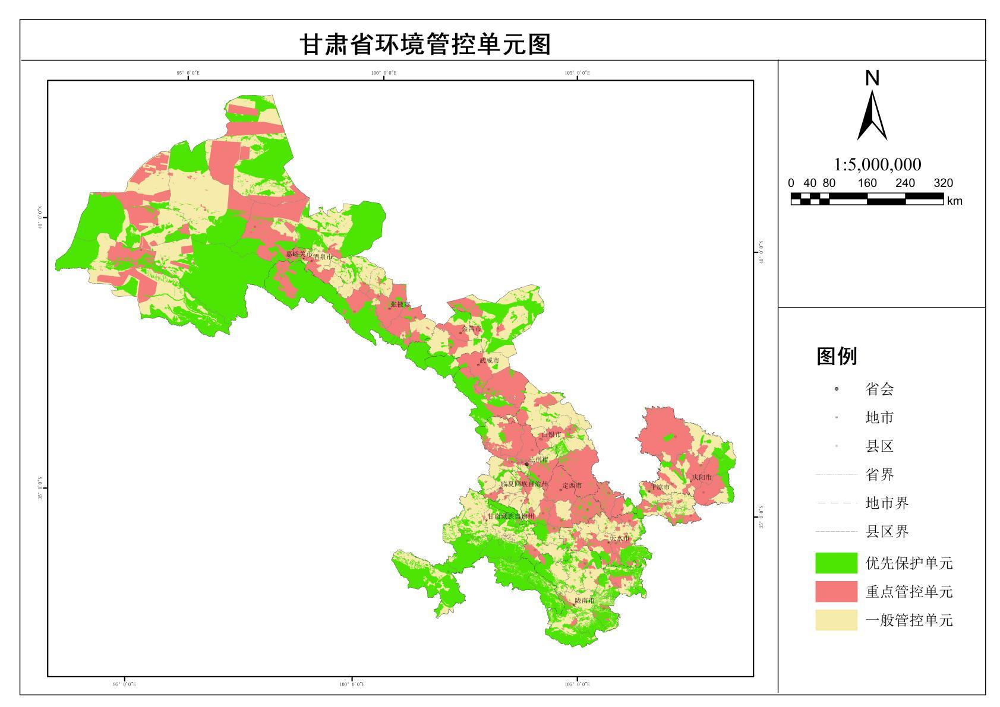 甘肃省环境管控单元图
95° 0′0″E
100° 0′0″E
105° 0′0″E
N
1:5,000,000
0 40 80 160 240 320
km
40° 0′0″N
40° 0′0″N
嘉峪关市
酒泉市
张掖市
金昌市
武威市
白银市
兰州市
庆阳市
临夏回族自治州
定西市
平凉市
35° 0′0″N
35° 0′0″N
甘南藏族自治州
天水市
陇南市
95° 0′0″E
100° 0′0″E
105° 0′0″E
图例
省会
地市
县区
省界
地市界
县区界
优先保护单元
重点管控单元
一般管控单元